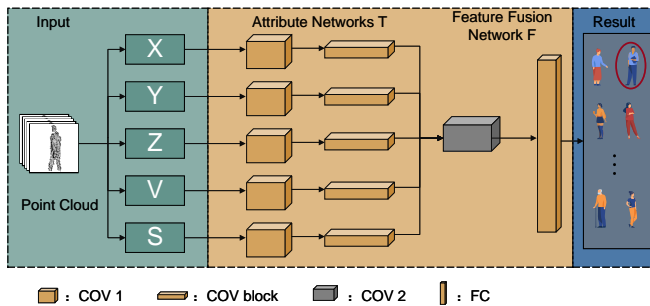 Input
Attribute Networks T
Feature Fusion
Network F
Result
X
Y
Z
V
S
Point Cloud
: COV 1
: COV block
: COV 2
: FC